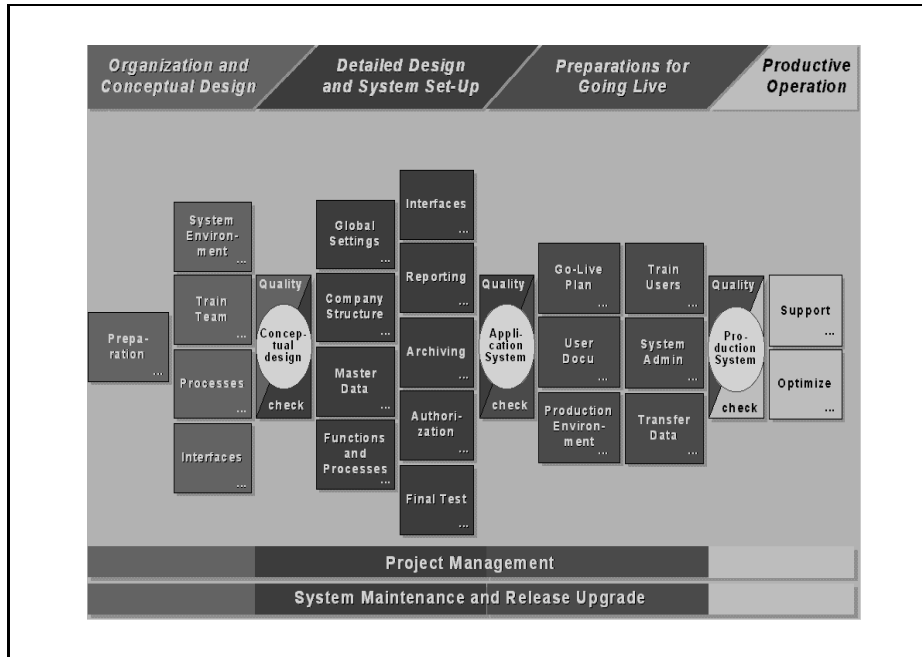 Organization and
Conceptual Design
Detailed Design
and System Set-Up
Preparations for
Going Live
Productive
Operation
Prepa-
ration
...
System
Environ-
ment
...
Train
Team
...
Processes
...
Interfaces
...
Quality
Concep-
tual
design
check
Global
Settings
...
Company
Structure
...
Master
Data
...
Functions
and
Processes
...
Interfaces
...
Reporting
...
Archiving
...
Authori-
zation
...
Final Test
...
Quality
Appli-
cation
System
check
Go-Live
Plan
...
User
Docu
...
Production
Environ-
ment
...
Train
Users
...
System
Admin
...
Transfer
Data
...
Quality
Pro-
duction
System
check
Support
...
Optimize
...
Project Management
System Maintenance and Release Upgrade